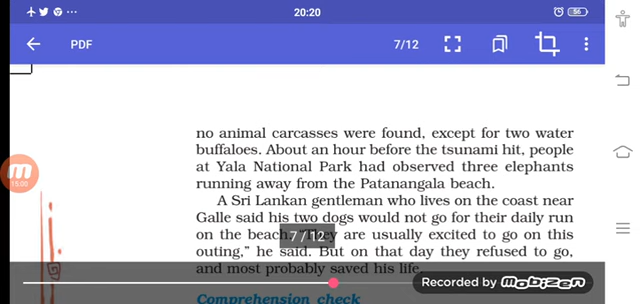 20:20
56
PDF
7/12
no animal carcasses were found, except for two water
buffaloes. About an hour before the tsunami hit, people
at Yala National Park had observed three elephants
running away from the Patanangala beach.
A Sri Lankan gentleman who lives on the coast near
Galle said his two dogs would not go for their daily run
on the beach. “They are usually excited to go on this
outing,” he said. But on that day they refused to go,
and most probably saved his life.
7/12
15:00
Recorded by mobizen
Comprehension check